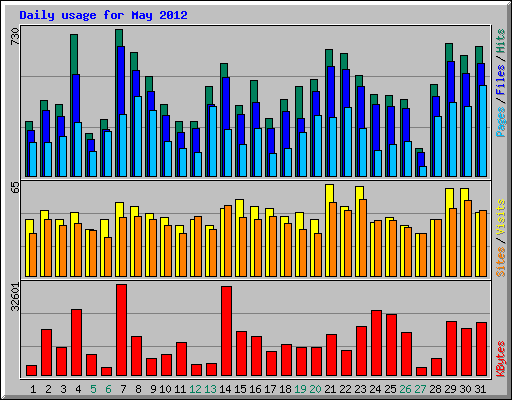 Daily usage for May 2012
730
Pages / Files / Hits
65
Sites / Visits
32601
KBytes
1 2 3 4 5 6 7 8 9 10 11 12 13 14 15 16 17 18 19 20 21 22 23 24 25 26 27 28 29 30 31